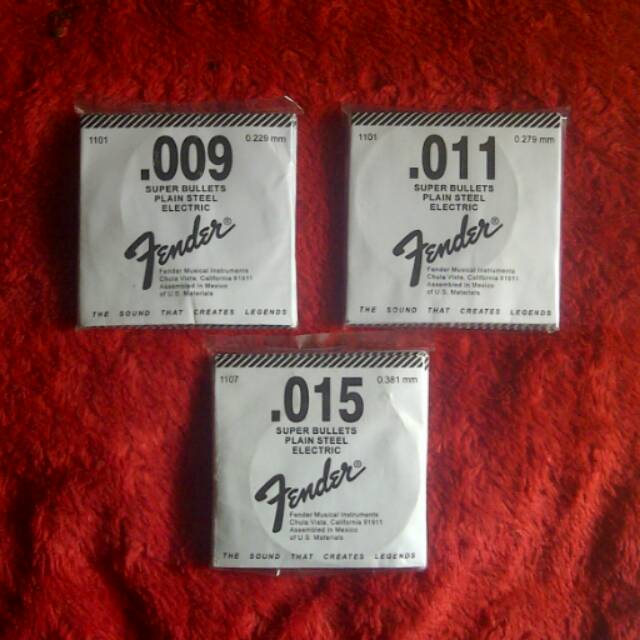 1101 0.229 mm
.009
SUPER BULLETS
PLAIN STEEL
ELECTRIC
Fender®
Fender Musical Instruments
Chula Vista, California 91911
Assembled in Mexico
of U.S. Materials
THE SOUND THAT CREATES LEGENDS
1101 0.279 mm
.011
SUPER BULLETS
PLAIN STEEL
ELECTRIC
Fender®
Fender Musical Instruments
Chula Vista, California 91911
Assembled in Mexico
of U.S. Materials
THE SOUND THAT CREATES LEGENDS
1107 0.381 mm
.015
SUPER BULLETS
PLAIN STEEL
ELECTRIC
Fender®
Fender Musical Instruments
Chula Vista, California 91911
Assembled in Mexico
of U.S. Materials
THE SOUND THAT CREATES LEGENDS